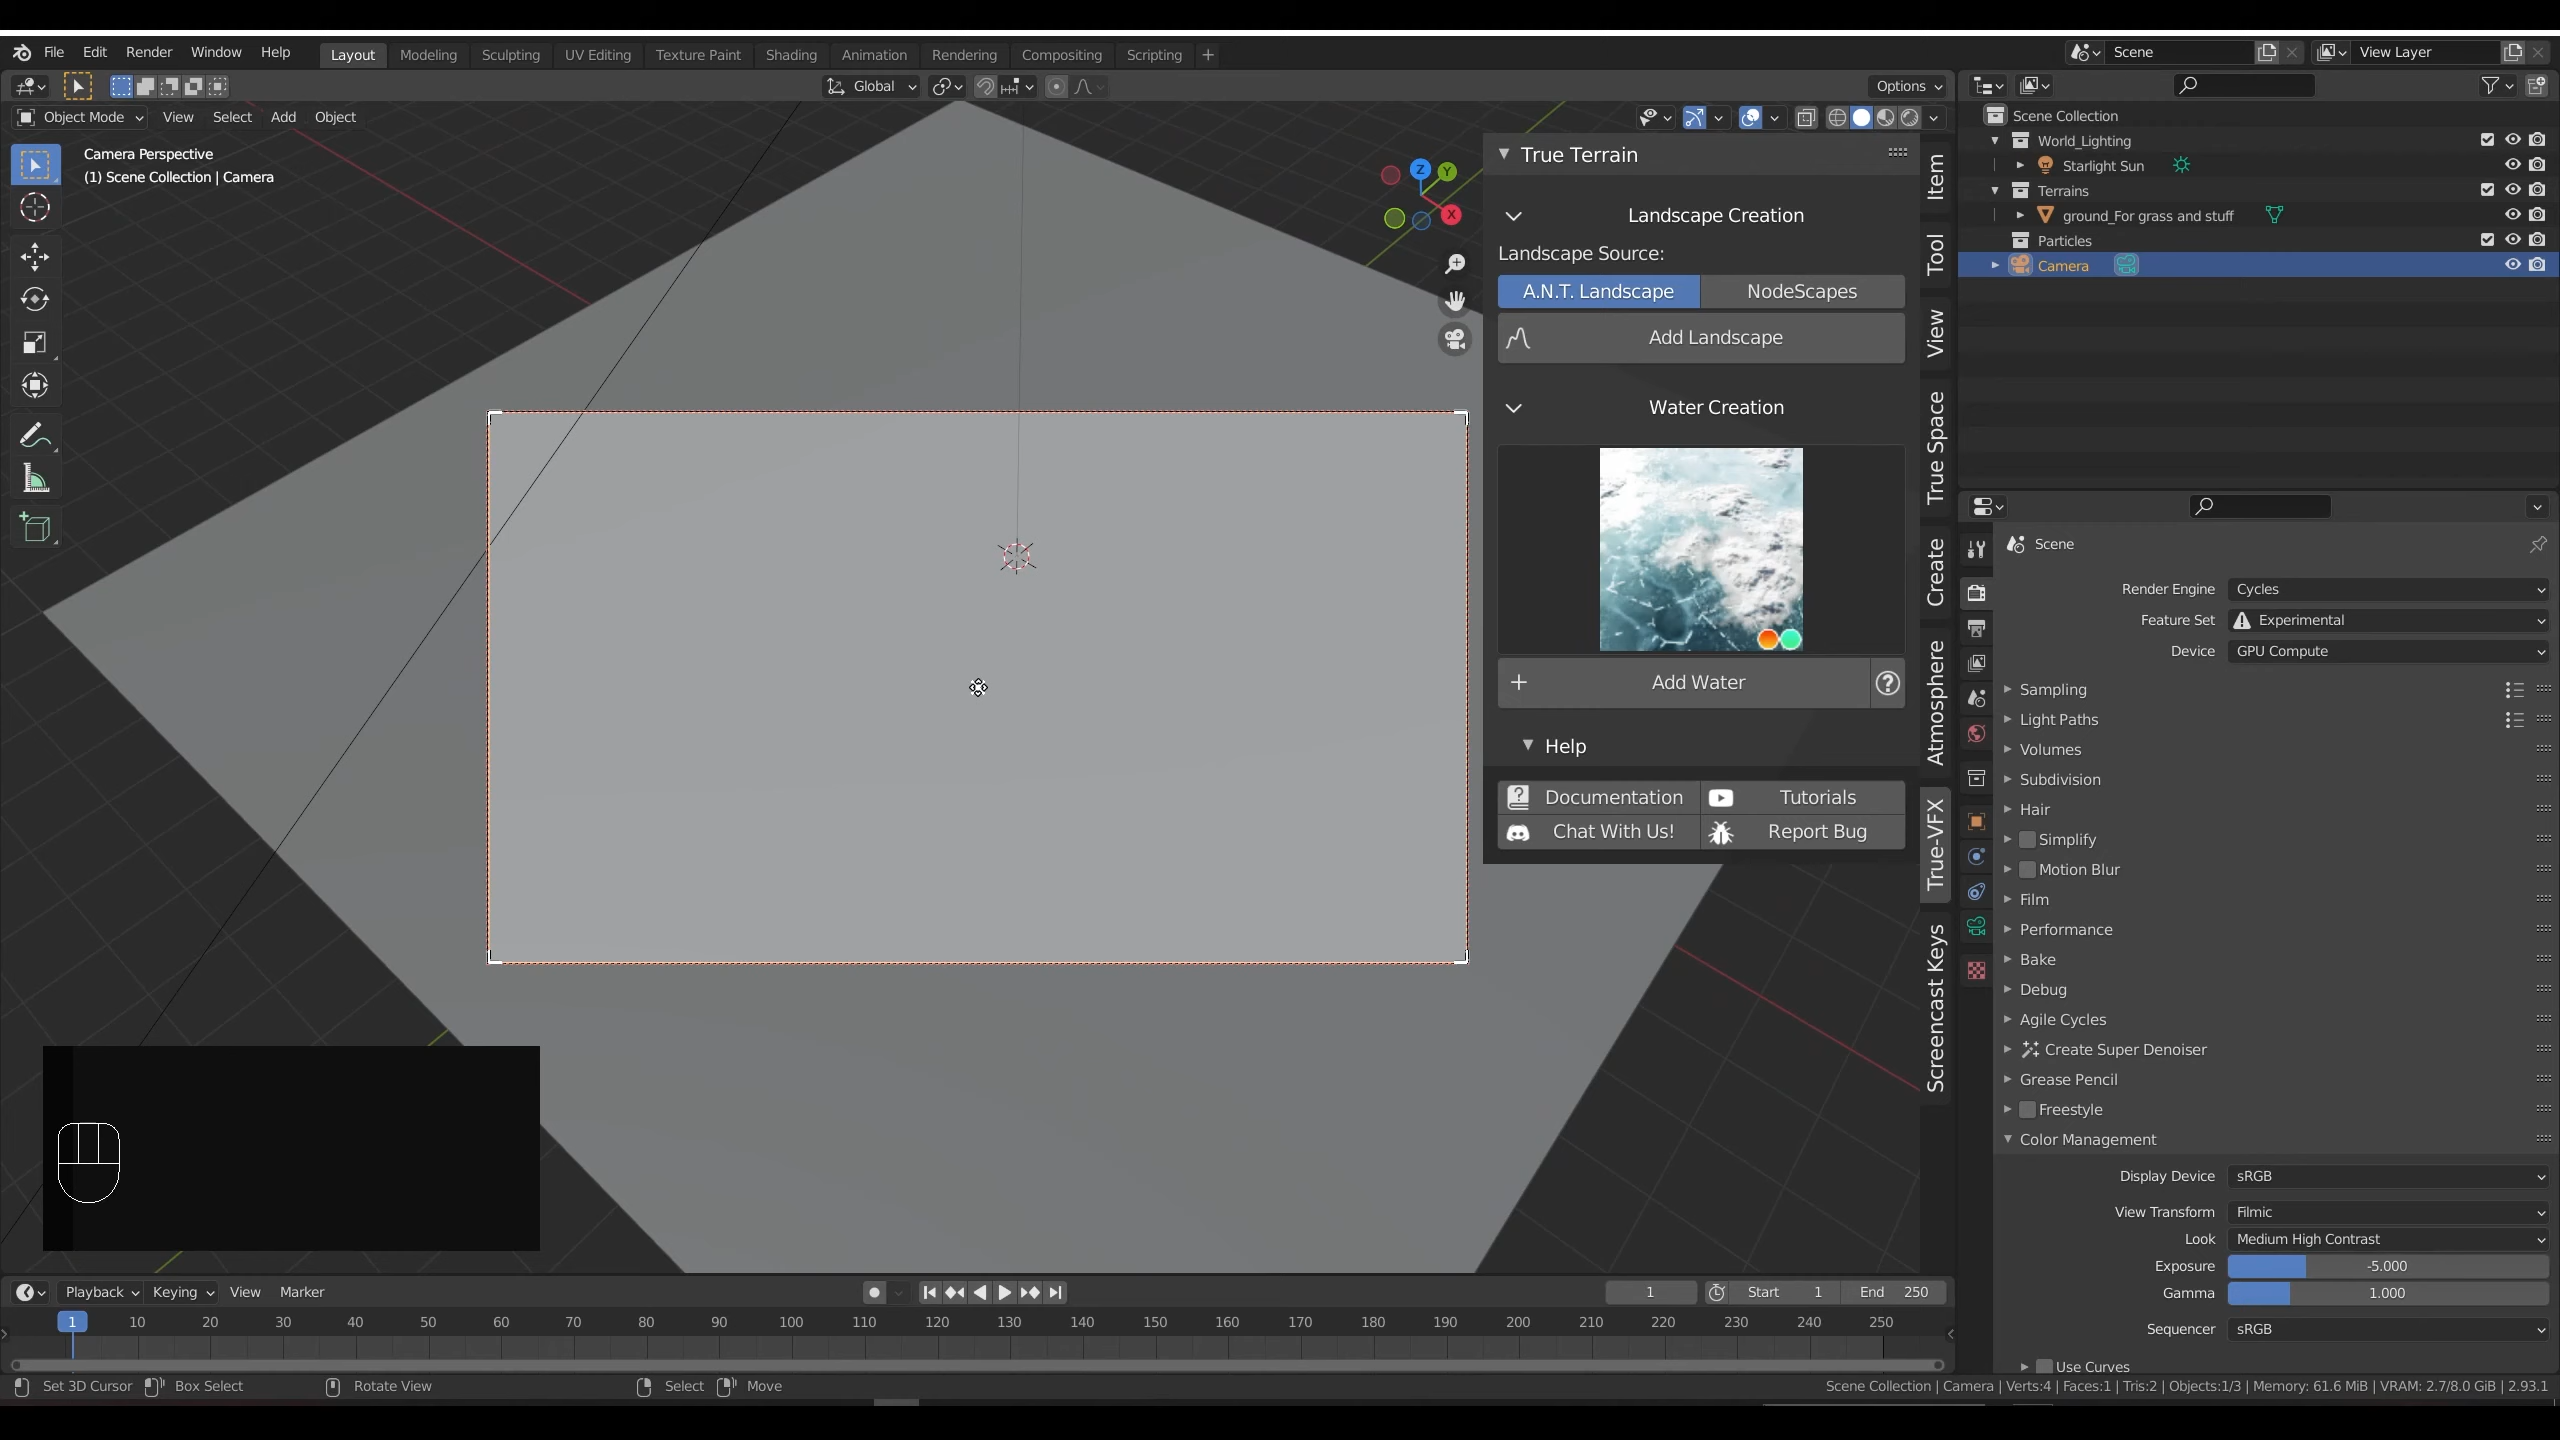 File Edit Render Window Help Layout Modeling Sculpting UV Editing Texture Paint Shading Animation Rendering Compositing Scripting +
Scene View Layer
Global Options
Object Mode View Select Add Object
Camera Perspective
(1) Scene Collection | Camera
Z Y X
True Terrain
Landscape Creation
Landscape Source:
A.N.T. Landscape NodeScapes
Add Landscape
Water Creation
Add Water
Help
Documentation Tutorials
Chat With Us! Report Bug
Item
Tool
View
True Space
Create
Atmosphere
True-VFX
Screencast Keys
Scene Collection
World_Lighting
Starlight Sun
Terrains
ground_For grass and stuff
Particles
Camera
Scene
Render Engine Cycles
Feature Set Experimental
Device GPU Compute
Sampling
Light Paths
Volumes
Subdivision
Hair
Simplify
Motion Blur
Film
Performance
Bake
Debug
Agile Cycles
Create Super Denoiser
Grease Pencil
Freestyle
Color Management
Display Device sRGB
View Transform Filmic
Look Medium High Contrast
Exposure -5.000
Gamma 1.000
Sequencer sRGB
Use Curves
Playback Keying View Marker 1 Start 1 End 250
1 10 20 30 40 50 60 70 80 90 100 110 120 130 140 150 160 170 180 190 200 210 220 230 240 250
Set 3D Cursor Box Select Rotate View Select Move
Scene Collection | Camera | Verts:4 | Faces:1 | Tris:2 | Objects:1/3 | Memory: 61.6 MiB | VRAM: 2.7/8.0 GiB | 2.93.1